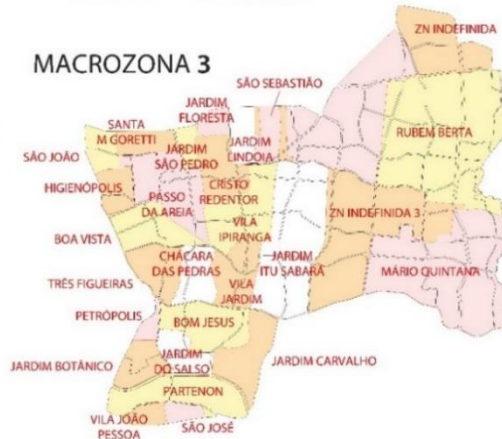 ZN INDEFINIDA
MACROZONA 3
SÃO SEBASTIÃO
JARDIM
FLORESTA
SANTA
M GORETTI
RUBEM BERTA
JARDIM
SÃO PEDRO
JARDIM
LINDOIA
SÃO JOÃO
HIGIENÓPOLIS
CRISTO
REDENTOR
PASSO
DA AREIA
ZN INDEFINIDA 3
VILA
IPIRANGA
BOA VISTA
CHÁCARA
DAS PEDRAS
JARDIM
ITU SABARÁ
MÁRIO QUINTANA
TRÊS FIGUEIRAS
VILA
JARDIM
PETRÓPOLIS
BOM JESUS
JARDIM BOTÂNICO
JARDIM
DO SALSO
JARDIM CARVALHO
PARTENON
VILA JOÃO
PESSOA
SÃO JOSÉ